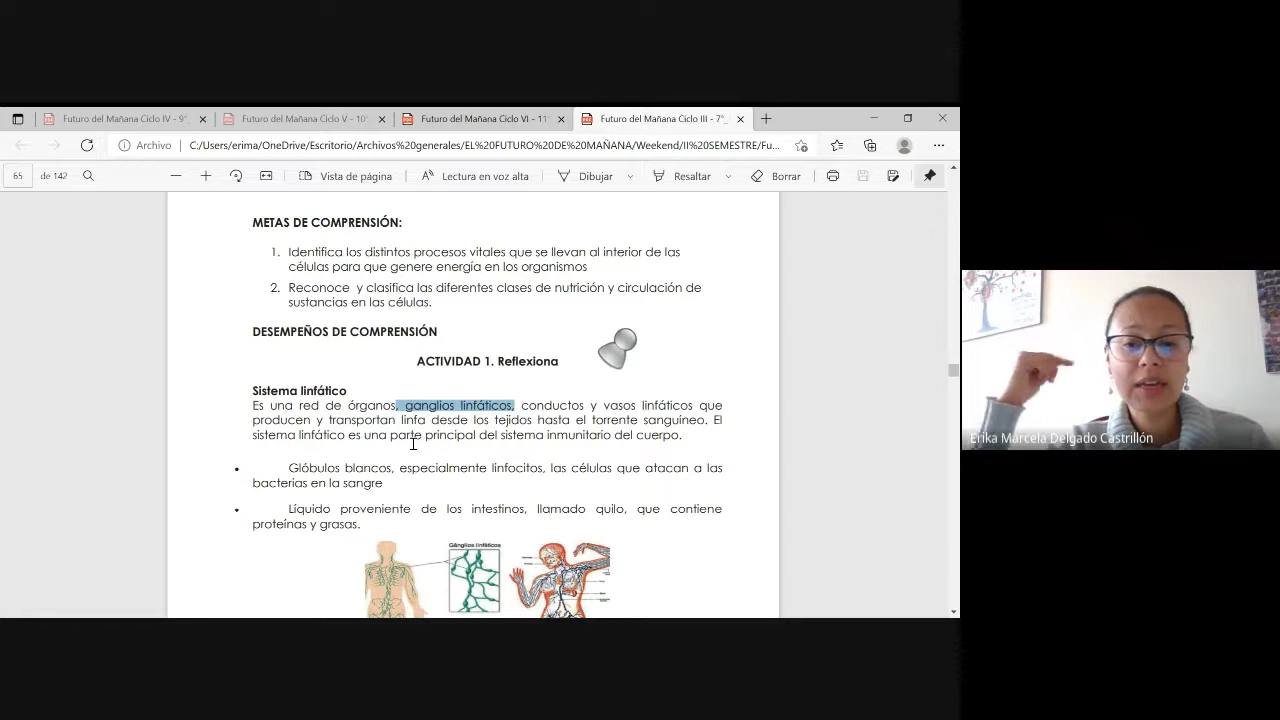 Futuro del Mañana Ciclo IV - 9°
Futuro del Mañana Ciclo V - 10°
Futuro del Mañana Ciclo VI - 11°
Futuro del Mañana Ciclo III - 7°_
Archivo
C:/Users/erima/OneDrive/Escritorio/Archivos%20generales/EL%20FUTURO%20DE%20MAÑANA/Weekend/II%20SEMESTRE/Fu...
65 de 142
Vista de página
Lectura en voz alta
Dibujar
Resaltar
Borrar
METAS DE COMPRENSIÓN:
1. Identifica los distintos procesos vitales que se llevan al interior de las
células para que genere energía en los organismos
2. Reconoce y clasifica las diferentes clases de nutrición y circulación de
sustancias en las células.
DESEMPEÑOS DE COMPRENSIÓN
ACTIVIDAD 1. Reflexiona
Sistema linfático
Es una red de órganos, ganglios linfáticos, conductos y vasos linfáticos que
producen y transportan linfa desde los tejidos hasta el torrente sanguíneo. El
sistema linfático es una parte principal del sistema inmunitario del cuerpo.
• Glóbulos blancos, especialmente linfocitos, las células que atacan a las
bacterias en la sangre
• Líquido proveniente de los intestinos, llamado quilo, que contiene
proteínas y grasas.
Gánglios linfáticos
Erika Marcela Delgado Castrillón